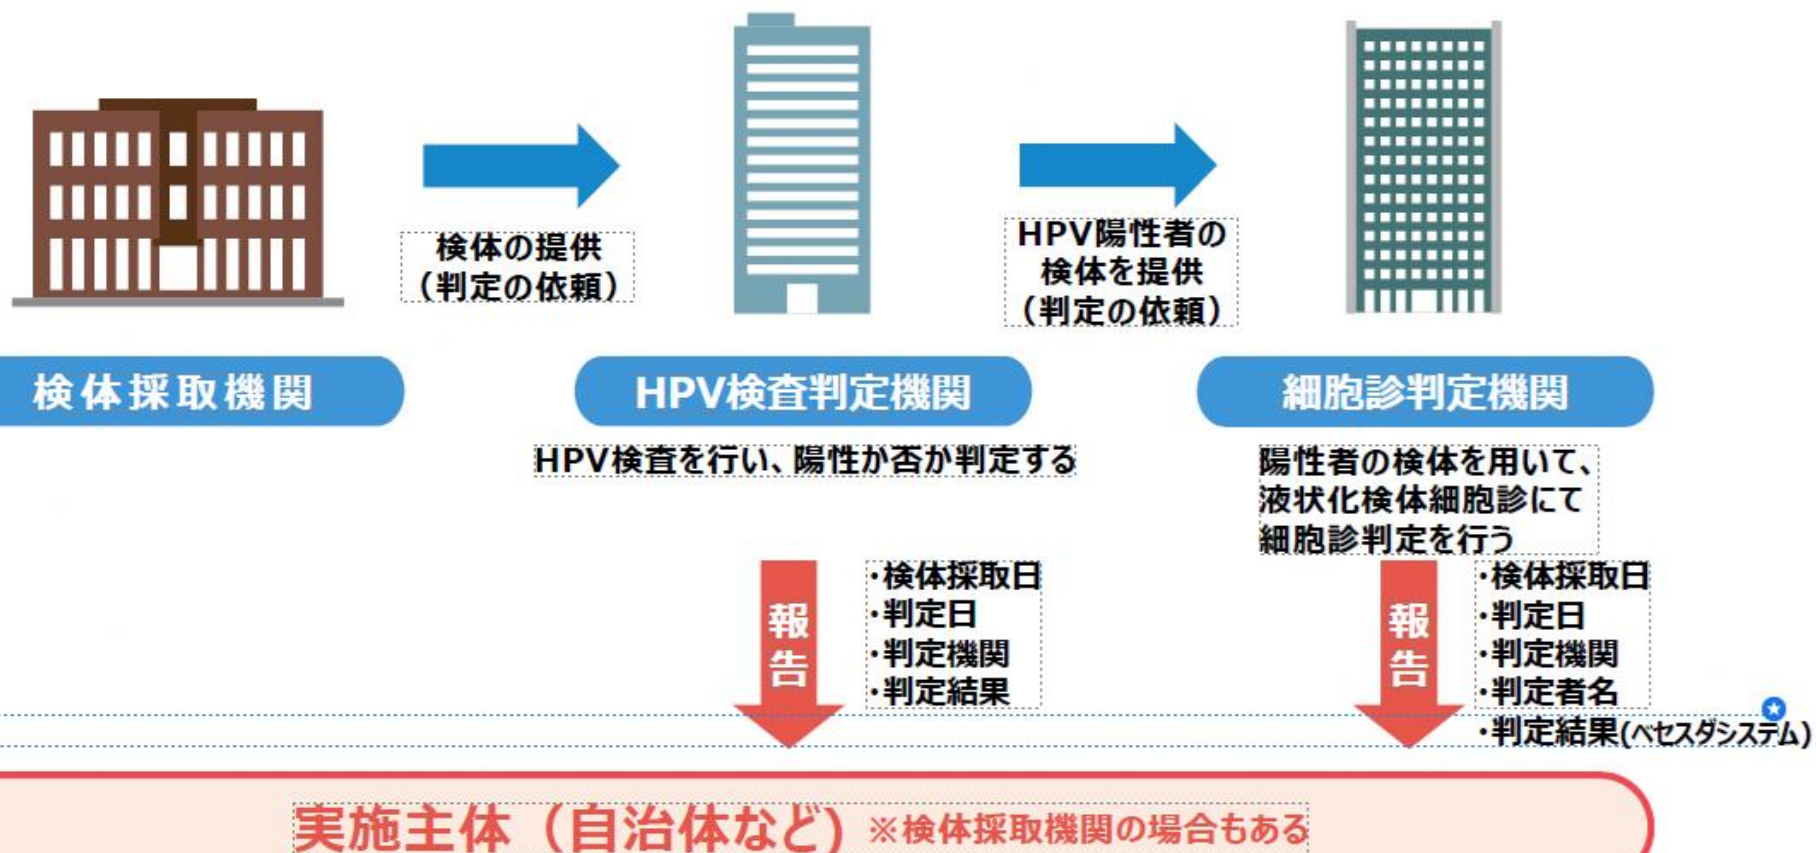 検体の提供
（判定の依頼）
HPV陽性者の
検体を提供
（判定の依頼）
検体採取機関
HPV検査判定機関
細胞診判定機関
HPV検査を行い、陽性か否か判定する
陽性者の検体を用いて、
液状化検体細胞診にて
細胞診判定を行う
報告
・検体採取日
・判定日
・判定機関
・判定結果
報告
・検体採取日
・判定日
・判定機関
・判定者名
・判定結果(ベセスダシステム)
実施主体（自治体など）※検体採取機関の場合もある